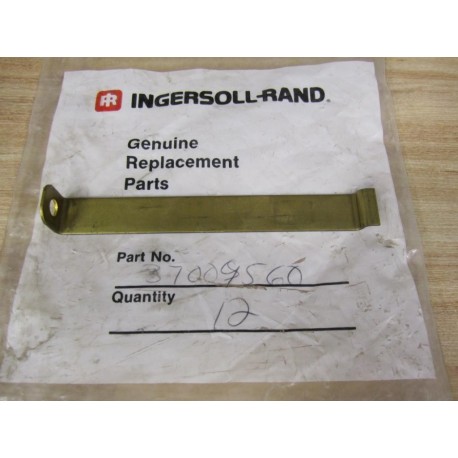 IR INGERSOLL-RAND®
Genuine
Replacement
Parts
Part No. 37009560
Quantity 12